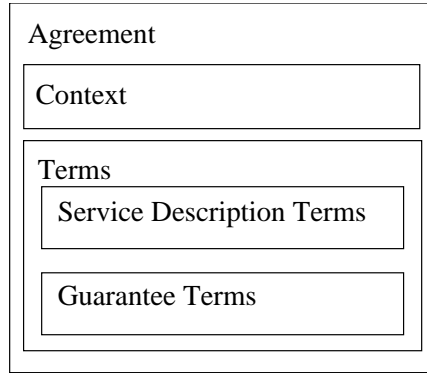 Agreement
Context
Terms
Service Description Terms
Guarantee Terms